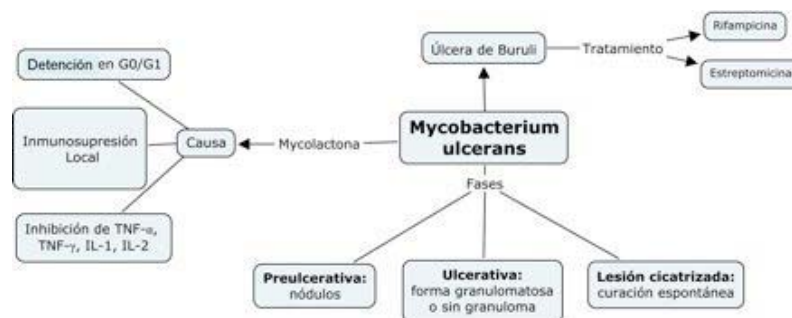 Rifampicina
Úlcera de Buruli
Tratamiento
Estreptomicina
Detención en G0/G1
Inmunosupresión
Local
Causa
Mycolactona
Mycobacterium
ulcerans
Inhibición de TNF-α,
TNF-γ, IL-1, IL-2
Fases
Preulcerativa:
nódulos
Ulcerativa:
forma granulomatosa
o sin granuloma
Lesión cicatrizada:
curación espontánea